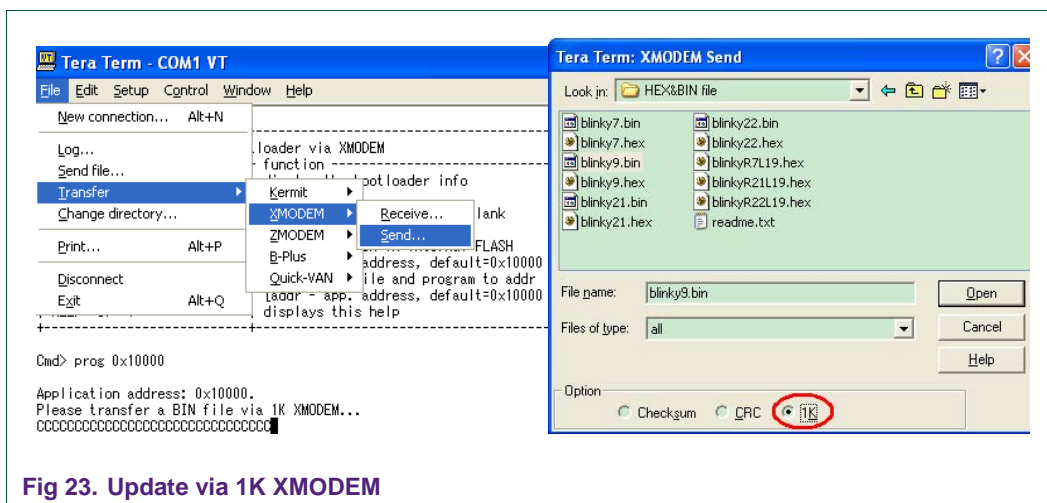 Tera Term - COM1 VT
File Edit Setup Control Window Help
New connection... Alt+N
Log...
Send file...
Transfer
Change directory...
Print... Alt+P
Disconnect
Exit Alt+Q
Kermit
XMODEM
ZMODEM
B-Plus
Quick-VAN
Receive...
Send...
loader via XMODEM
function
bootloader info
lank
FLASH
address, default=0x10000
ile and program to addr
[addr - app. address, default=0x10000
displays this help
Cmd> prog 0x10000
Application address: 0x10000.
Please transfer a BIN file via 1K XMODEM...
CCCCCCCCCCCCCCCCCCCCCCCCCCCCCCC
Tera Term: XMODEM Send
Look in: HEX&BIN file
blinky7.bin
blinky7.hex
blinky9.bin
blinky9.hex
blinky21.bin
blinky21.hex
blinky22.bin
blinky22.hex
blinkyR7L19.hex
blinkyR21L19.hex
blinkyR22L19.hex
readme.txt
File name: blinky9.bin Open
Files of type: all Cancel
Help
Option
Checksum CRC 1K
Fig 23. Update via 1K XMODEM